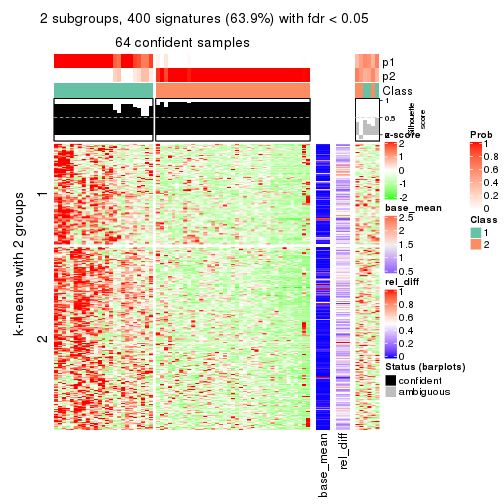 2 subgroups, 400 signatures (63.9%) with fdr < 0.05
64 confident samples
p1
p2
Class
1
0.5
0
Silhouette
score
k-means with 2 groups
1
2
z-score
2
1
0
-1
-2
base_mean
2.5
2
1.5
1
0.5
rel_diff
1
0.8
0.6
0.4
0.2
0
Status (barplots)
confident
ambiguous
Prob
1
0.8
0.6
0.4
0.2
0
Class
1
2
base_mean
rel_diff